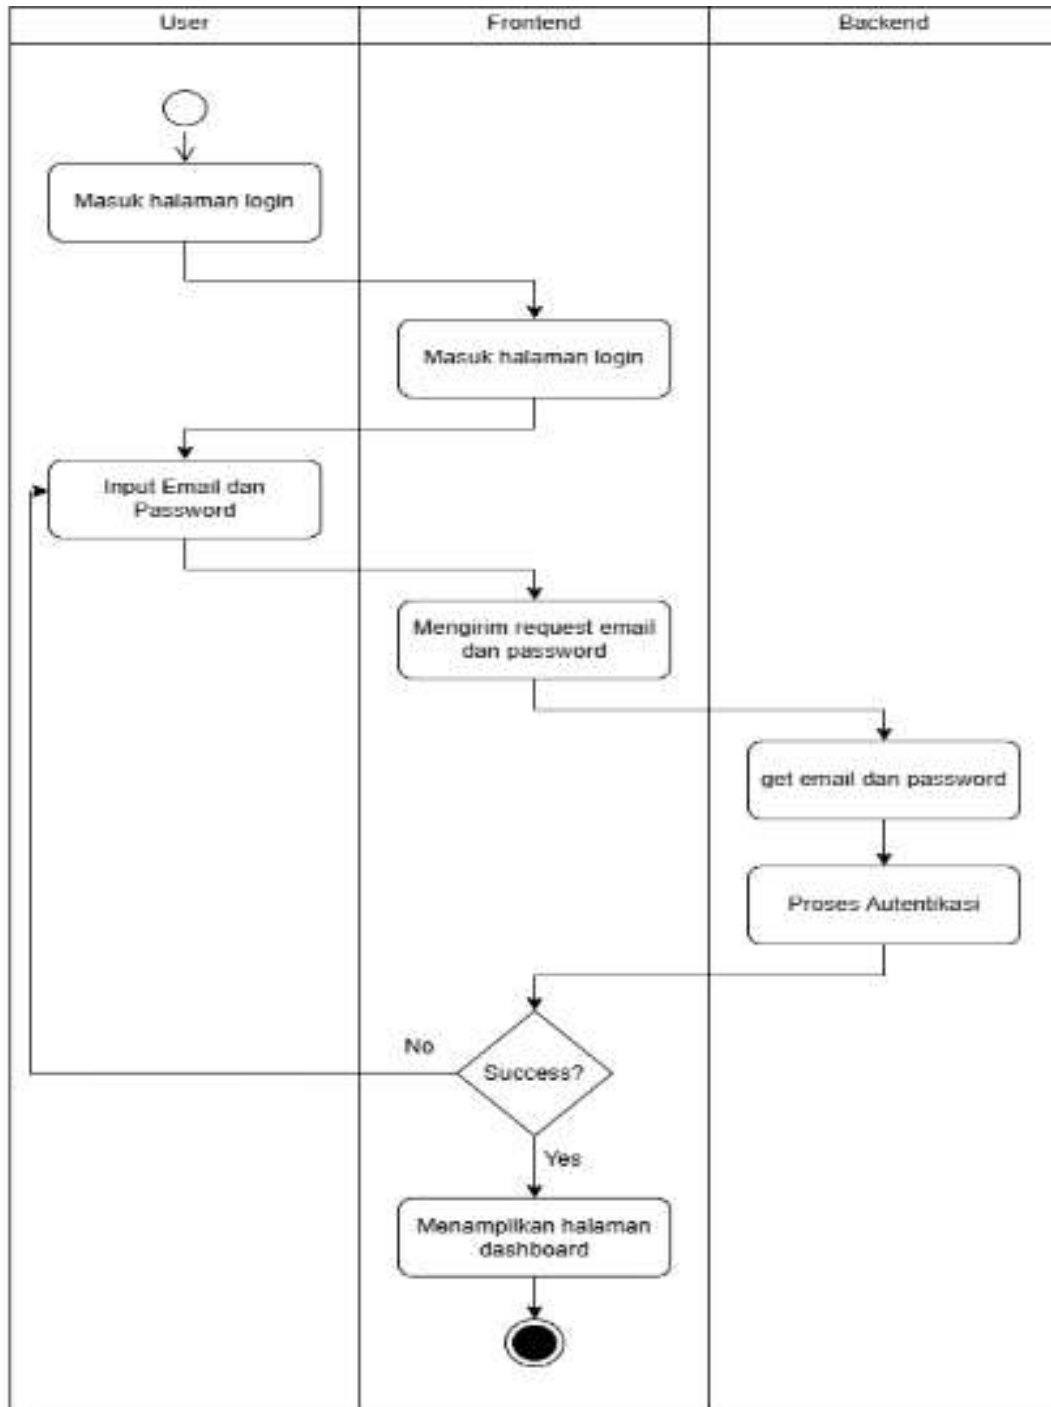 User
Frontend
Backend
Masuk halaman login
Masuk halaman login
Input Email dan
Password
Mengirim request email
dan password
get email dan password
Proses Autentikasi
Success?
No
Yes
Menampilkan halaman
dashboard